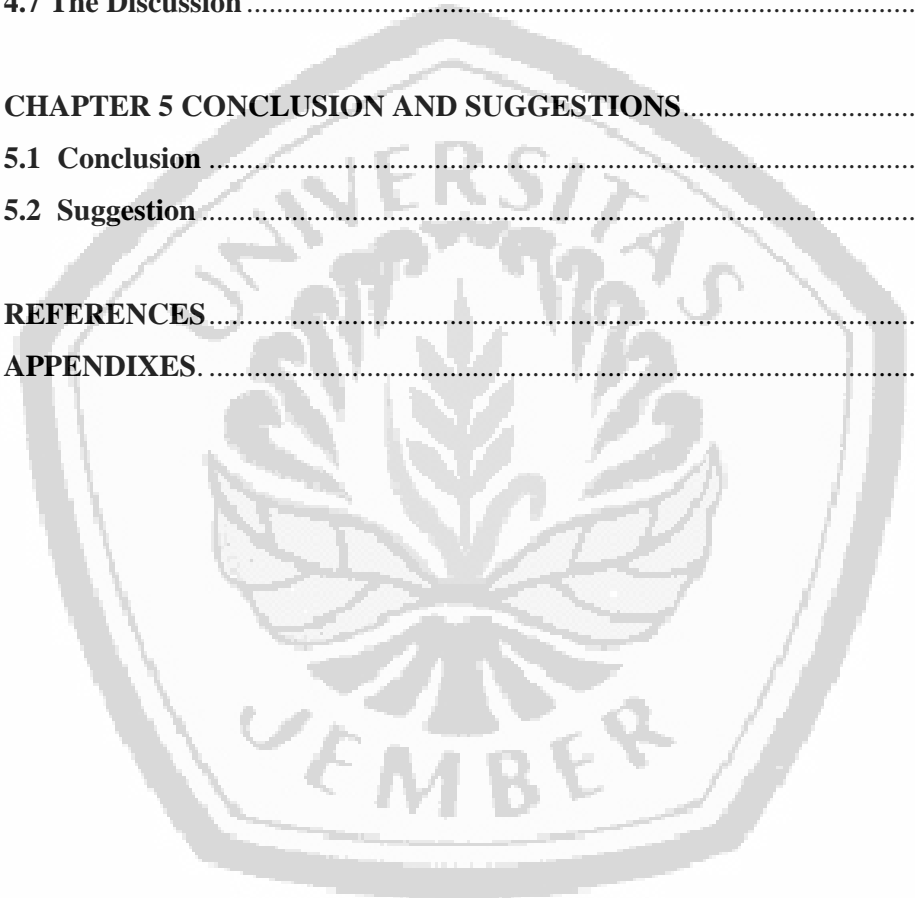 4.7 The Discussion ........................................................................
CHAPTER 5 CONCLUSION AND SUGGESTIONS ........................
5.1 Conclusion ........................................................................
5.2 Suggestion ........................................................................
REFERENCES ........................................................................
APPENDIXES. ........................................................................
UNIVERSITAS
JEMBER